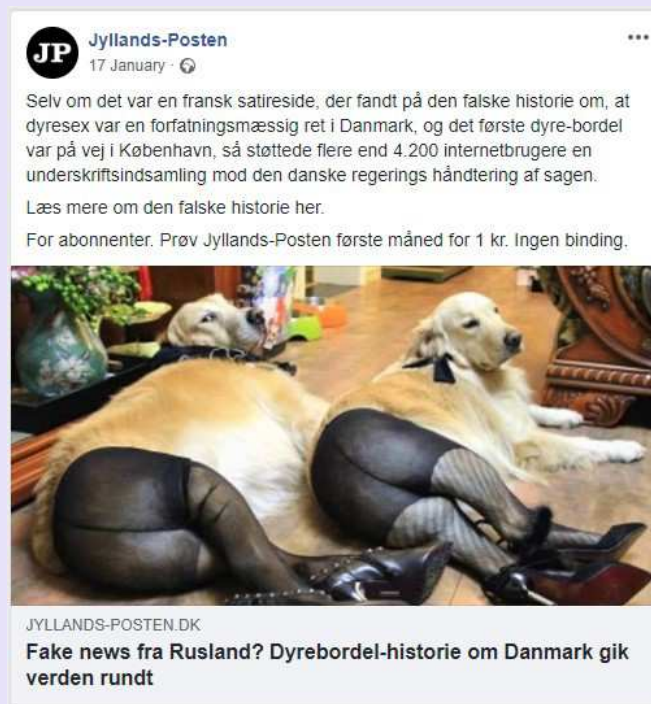 JP
Jyllands-Posten
17 January ·
Selv om det var en fransk satireside, der fandt på den falske historie om, at
dyresex var en forfatningsmæssig ret i Danmark, og det første dyre-bordel
var på vej i København, så støttede flere end 4.200 internetbrugere en
underskriftsindsamling mod den danske regerings håndtering af sagen.
Læs mere om den falske historie her.
For abonnenter. Prøv Jyllands-Posten første måned for 1 kr. Ingen binding.
JYLLANDS-POSTEN.DK
Fake news fra Rusland? Dyrebordel-historie om Danmark gik
verden rundt